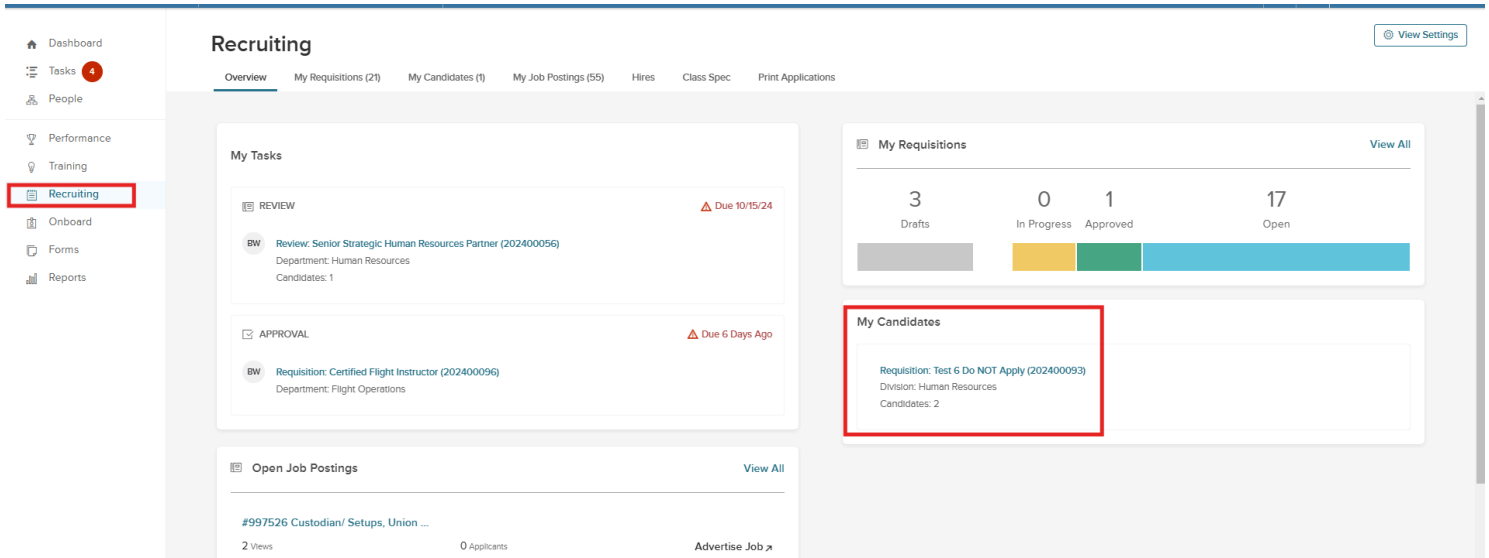 Dashboard
Tasks 4
People
Performance
Training
Recruiting
Onboard
Forms
Reports
Recruiting
View Settings
Overview My Requisitions (21) My Candidates (1) My Job Postings (55) Hires Class Spec Print Applications
My Tasks
REVIEW Due 10/15/24
BW Review: Senior Strategic Human Resources Partner (202400056)
Department: Human Resources
Candidates: 1
APPROVAL Due 6 Days Ago
BW Requisition: Certified Flight Instructor (202400096)
Department: Flight Operations
Open Job Postings View All
#997526 Custodian/ Setups, Union ...
2 Views 0 Applicants Advertise Job
My Requisitions View All
3 0 1 17
Drafts In Progress Approved Open
My Candidates
Requisition: Test 6 Do NOT Apply (202400093)
Division: Human Resources
Candidates: 2